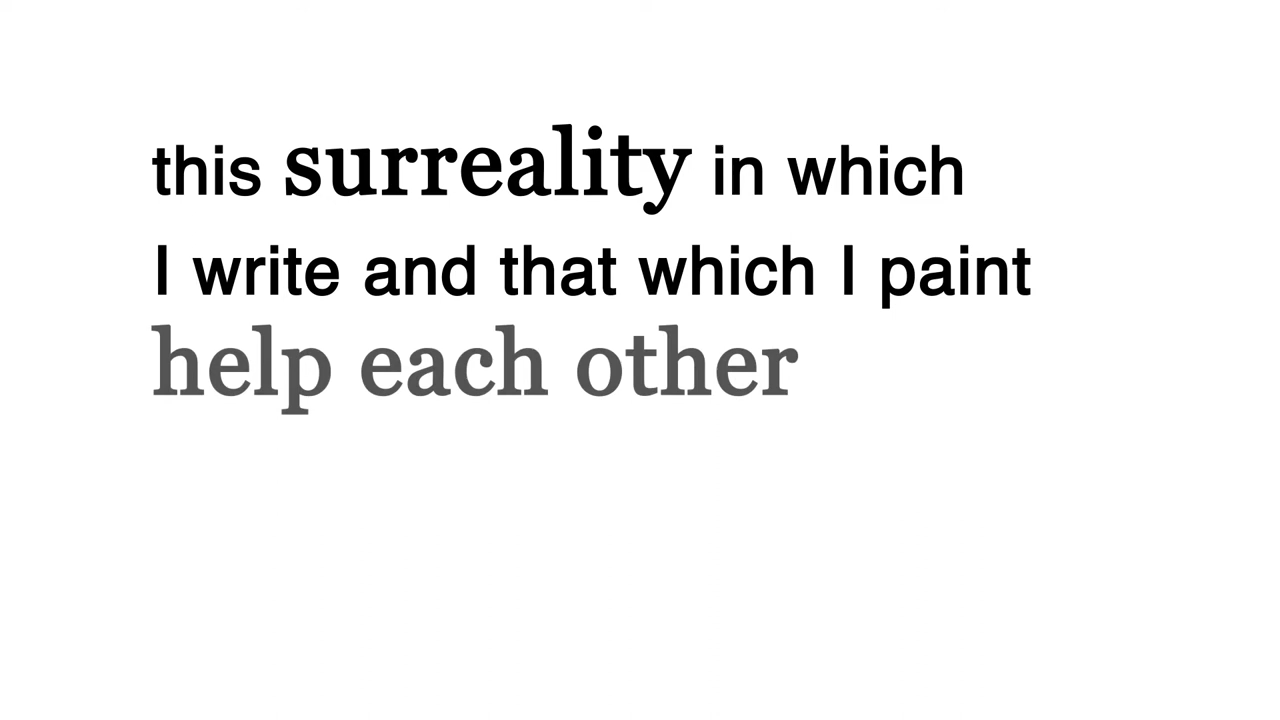 this surreality in which
I write and that which I paint
help each other